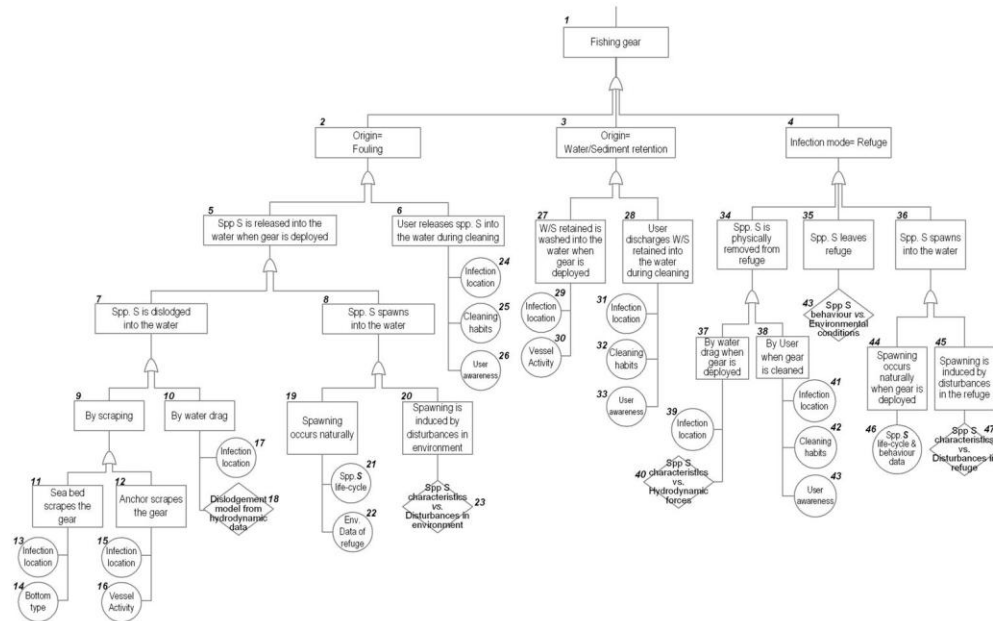 1
Fishing gear
2
Origin=
Fouling
3
Origin=
Water/Sediment retention
4
Infection mode= Refuge
5
Spp S is released into the
water when gear is deployed
6
User releases spp. S into
the water during cleaning
27
W/S retained is
washed into the
water when
gear is
deployed
28
User
discharges W/S
retained into
the water
during cleaning
34
Spp. S is
physically
removed from
refuge
35
Spp. S leaves
refuge
36
Spp. S spawns
into the water
24
Infection
location
25
Cleaning
habits
26
User
awareness
7
Spp. S is dislodged
into the water
8
Spp. S spawns
into the water
29
Infection
location
30
Vessel
Activity
31
Infection
location
32
Cleaning
habits
33
User
awareness
37
By water
drag when
gear is
deployed
38
By User
when gear
is cleaned
43
Spp S
behaviour vs.
Environmental
conditions
44
Spawning
occurs
naturally
when gear is
deployed
45
Spawning is
induced by
disturbances
in the refuge
9
By scraping
10
By water drag
19
Spawning
occurs naturally
20
Spawning is
induced by
disturbances in
environment
39
Infection
location
40
Spp S
characteristics
vs.
Hydrodynamic
forces
41
Infection
location
42
Cleaning
habits
43
User
awareness
46
Spp. S
life-cycle &
behaviour
data
47
Spp S
characteristics
vs.
Disturbances in
refuge
11
Sea bed
scrapes the
gear
12
Anchor scrapes
the gear
17
Infection
location
18
Dislodgement
model from
hydrodynamic
data
21
Spp. S
life-cycle
22
Env.
Data of
refuge
23
Spp S
characteristics
vs.
Disturbances in
environment
13
Infection
location
14
Bottom
type
15
Infection
location
16
Vessel
Activity